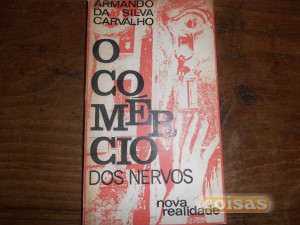 ARMANDO
DA SILVA
CARVALHO
O
CO
MÉR
CIO
DOS NERVOS
nova
realidade
coisas